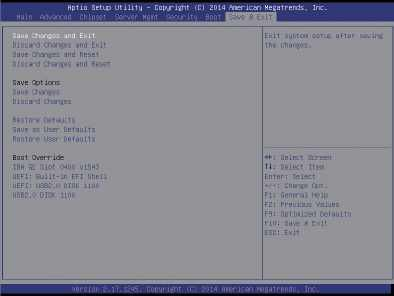 Aptio Setup Utility - Copyright (C) 2014 American Megatrends, Inc.
Main Advanced Chipset Server Mgmt Security Boot Save & Exit
Save Changes and Exit
Discard Changes and Exit
Save Changes and Reset
Discard Changes and Reset
Save Options
Save Changes
Discard Changes
Restore Defaults
Save as User Defaults
Restore User Defaults
Boot Override
IBA GE Slot 0400 v1543
UEFI: Built-in EFI Shell
UEFI: USB2.0 DISK 1100
USB2.0 DISK 1100
Exit system setup after saving
the changes.
→←: Select Screen
↑↓: Select Item
Enter: Select
+/-: Change Opt.
F1: General Help
F2: Previous Values
F9: Optimized Defaults
F10: Save & Exit
ESC: Exit
Version 2.17.1245. Copyright (C) 2014 American Megatrends, Inc.